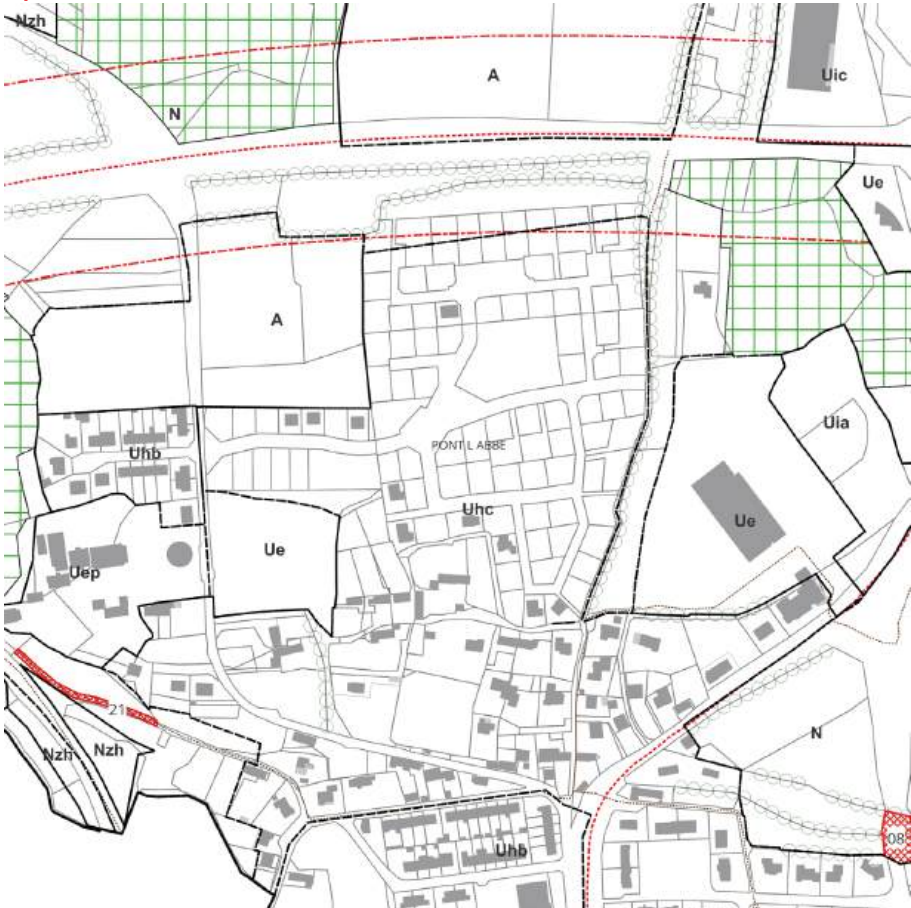 Nzh
A
Uic
N
Ue
A
Uia
Uhb
PONT L ABBE
Uhc
Ue
Ue
Uep
21
Nzh
Nzh
N
08
Uhb